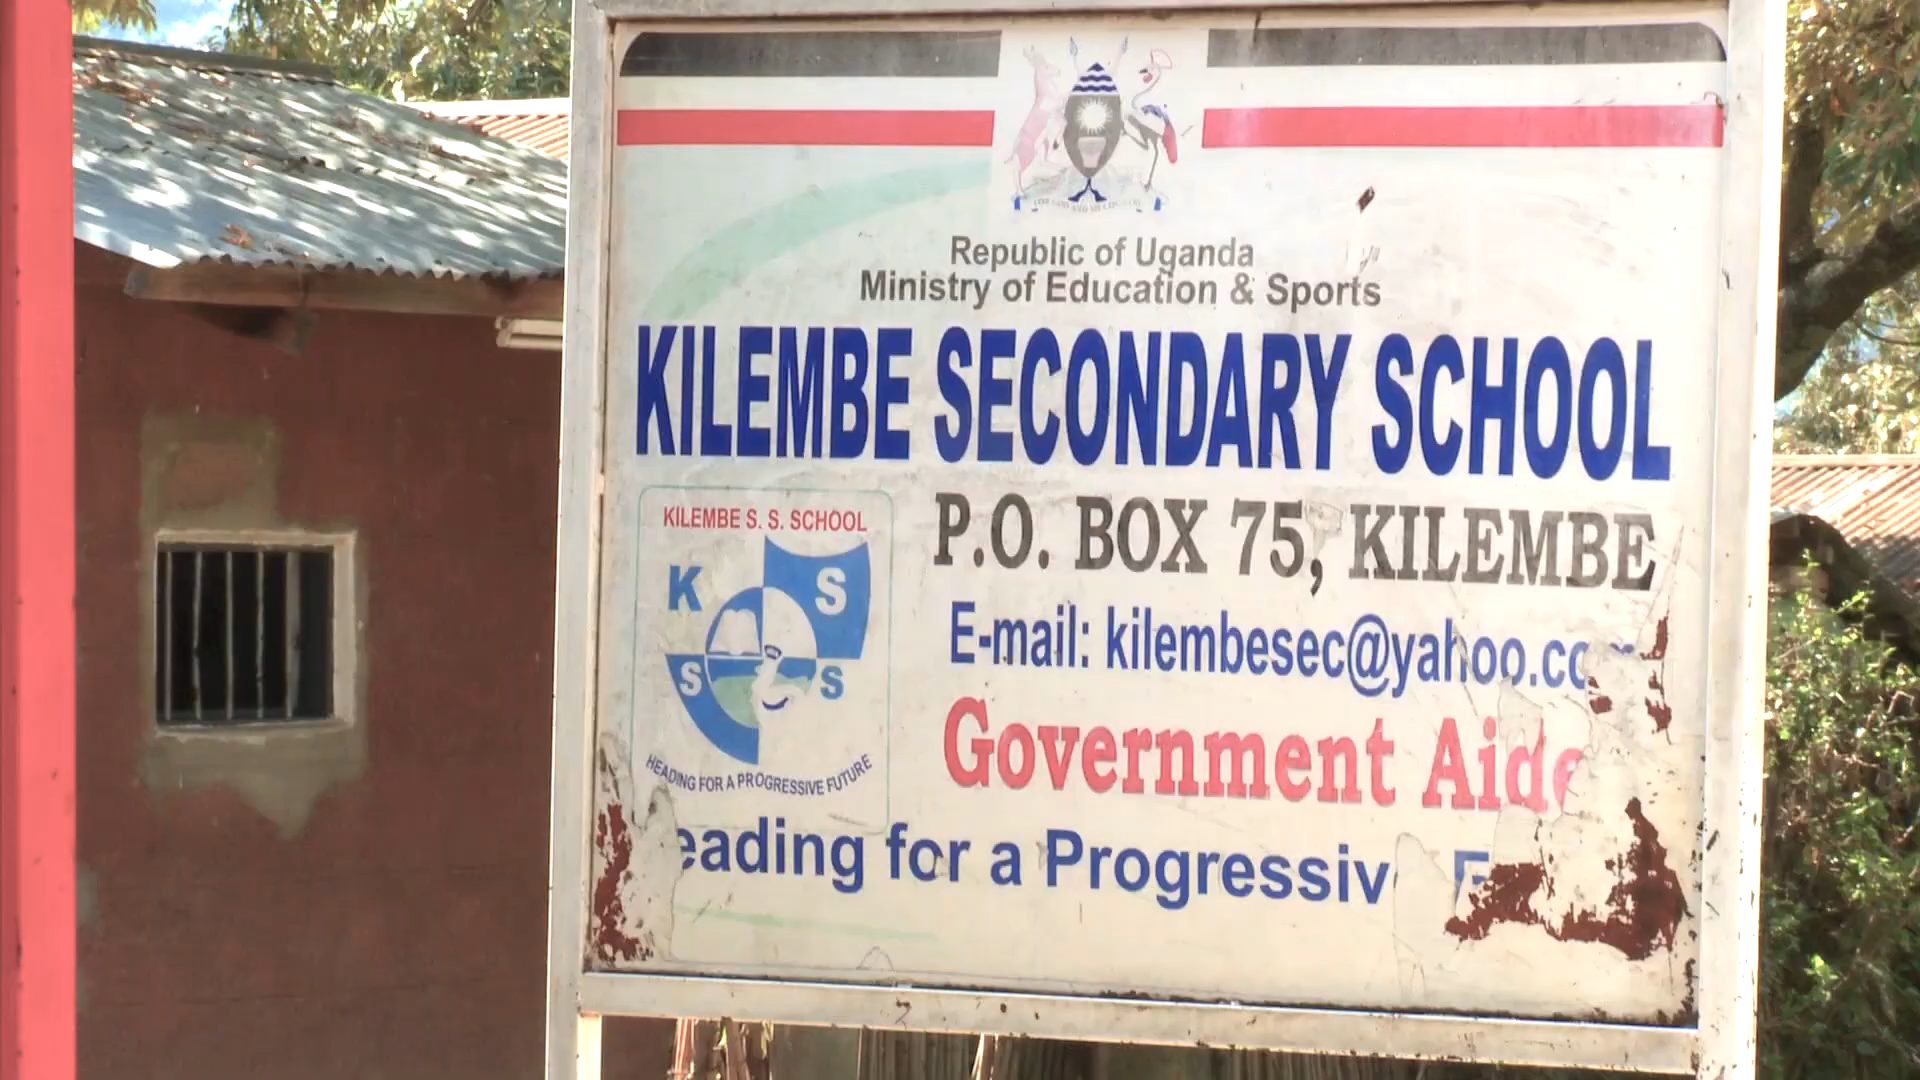 Republic of Uganda
Ministry of Education & Sports
KILEMBE SECONDARY SCHOOL
P.O. BOX 75, KILEMBE
E-mail: kilembesec@yahoo.co
Government Aide
eading for a Progressiv F
KILEMBE S. S. SCHOOL
K S
S S
HEADING FOR A PROGRESSIVE FUTURE